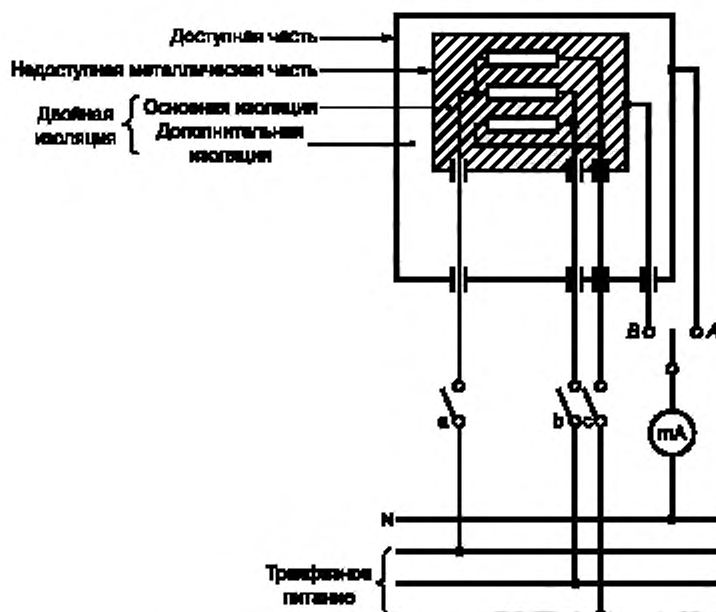 Доступная часть
Недоступная металлическая часть
Двойная изоляция
Основная изоляция
Дополнительная изоляция
B
A
a
b
c
mA
N
Трехфазное питание